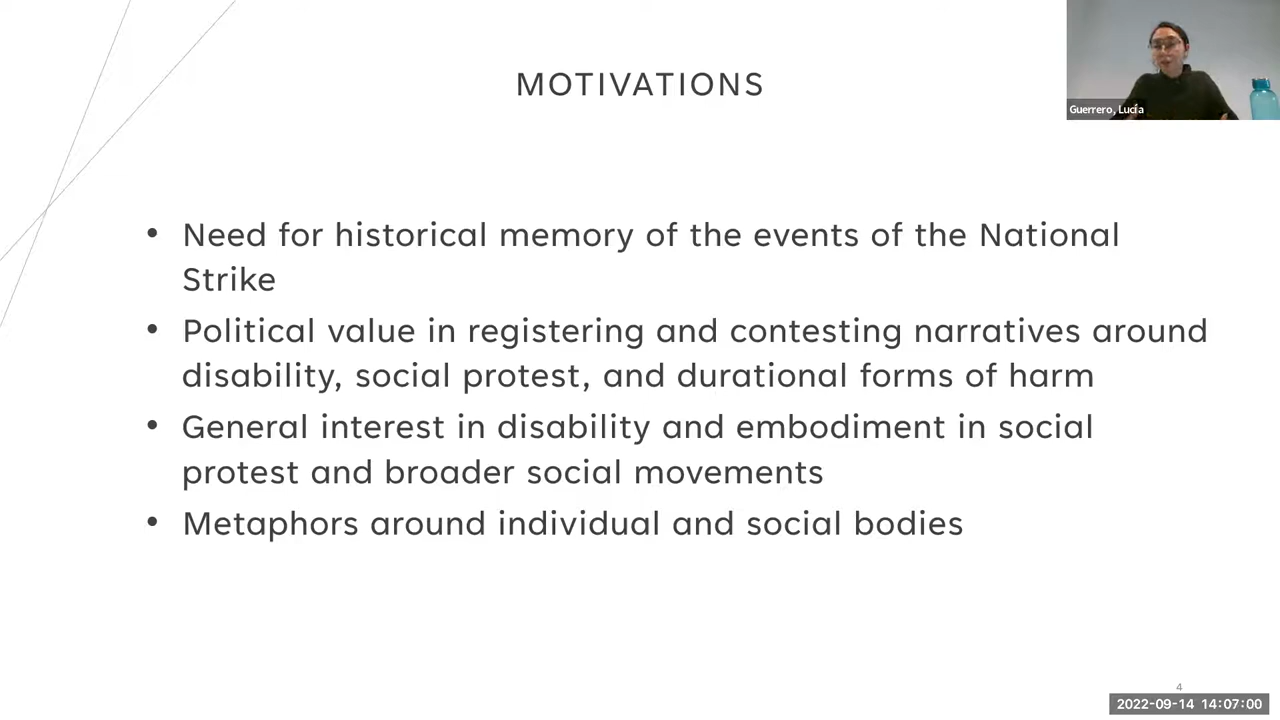 MOTIVATIONS
Guerrero, Lucía
• Need for historical memory of the events of the National
Strike
• Political value in registering and contesting narratives around
disability, social protest, and durational forms of harm
• General interest in disability and embodiment in social
protest and broader social movements
• Metaphors around individual and social bodies
4
2022-09-14 14:07:00